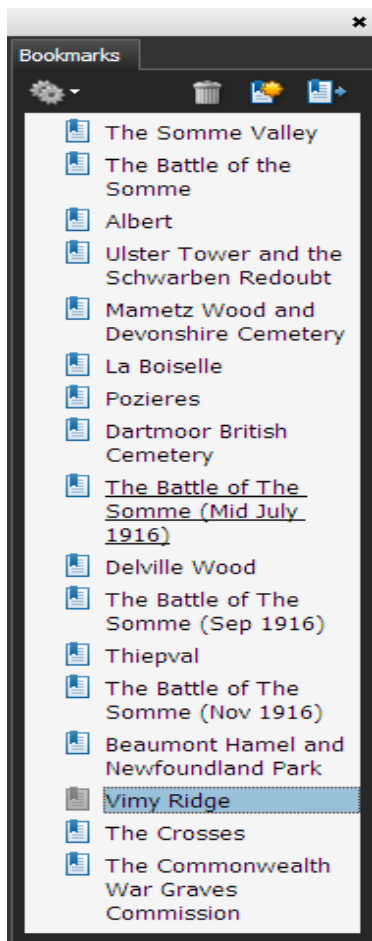 Bookmarks
The Somme Valley
The Battle of the
Somme
Albert
Ulster Tower and the
Schwarben Redoubt
Mametz Wood and
Devonshire Cemetery
La Boiselle
Pozieres
Dartmoor British
Cemetery
The Battle of The
Somme (Mid July
1916)
Delville Wood
The Battle of The
Somme (Sep 1916)
Thiepval
The Battle of The
Somme (Nov 1916)
Beaumont Hamel and
Newfoundland Park
Vimy Ridge
The Crosses
The Commonwealth
War Graves
Commission